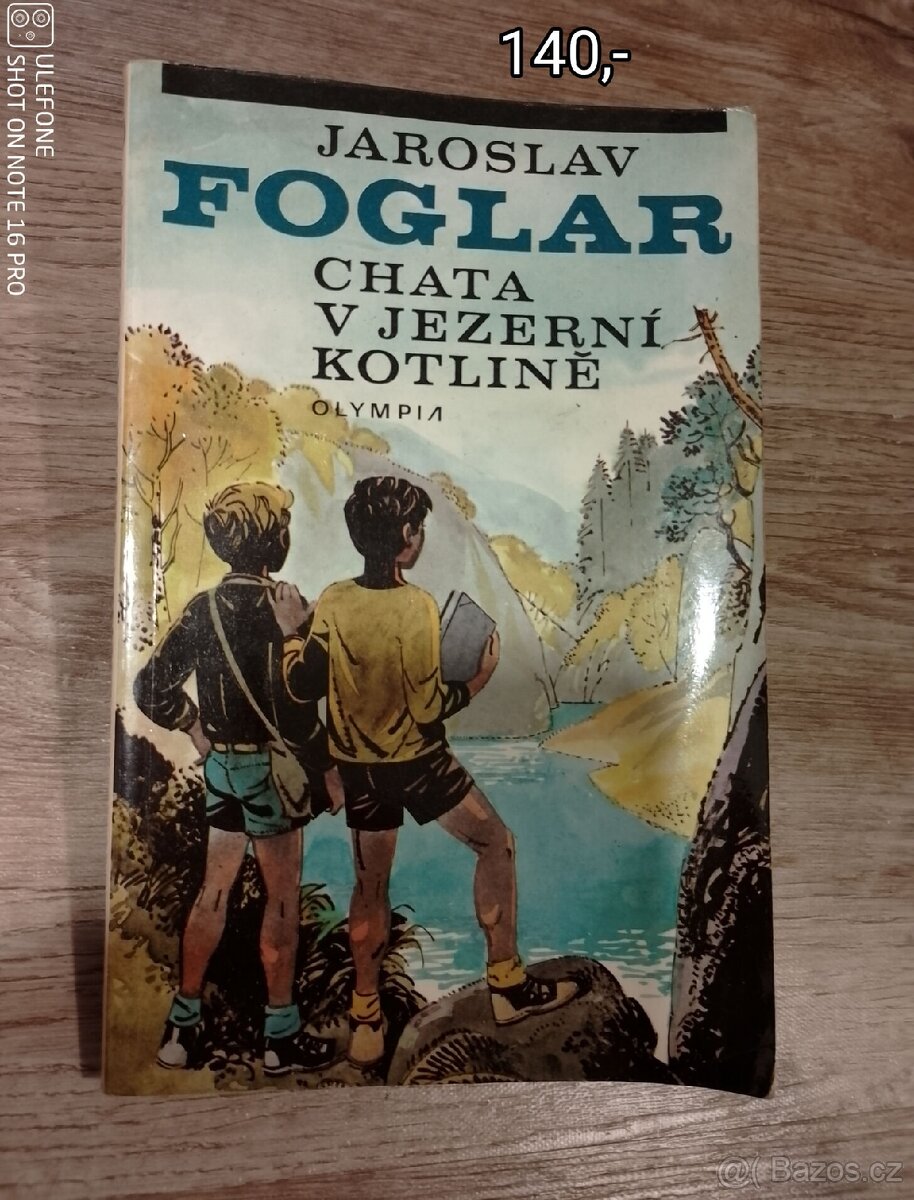 140,-
JAROSLAV
FOGLAR
CHATA
V JEZERNÍ
KOTLINĚ
OLYMPIA
ULEFONE
SHOT ON NOTE 16 PRO
@( Bazos.cz